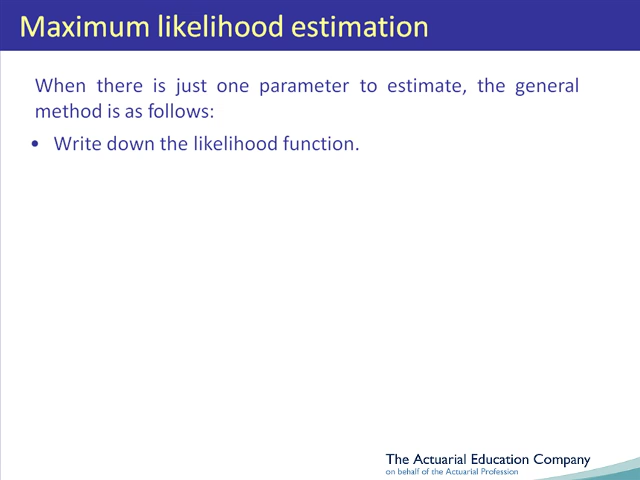 Maximum likelihood estimation
When there is just one parameter to estimate, the general
method is as follows:
• Write down the likelihood function.
The Actuarial Education Company
on behalf of the Actuarial Profession